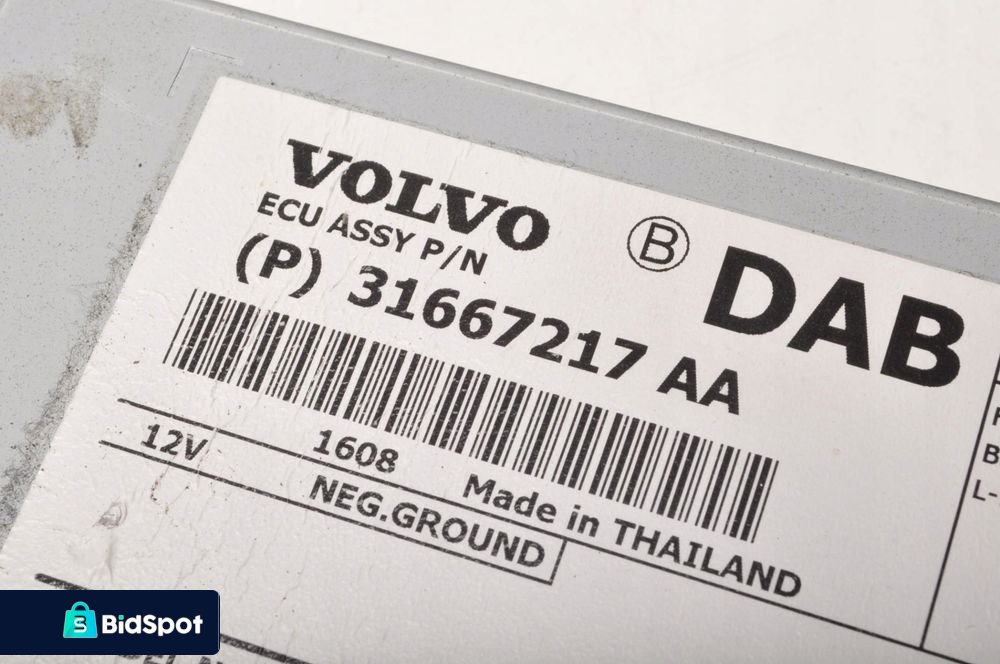 VOLVO
ECU ASSY P/N
(P) 31667217 AA
B DAB
12V 1608 Made in THAILAND
NEG.GROUND
B
L-
BidSpot